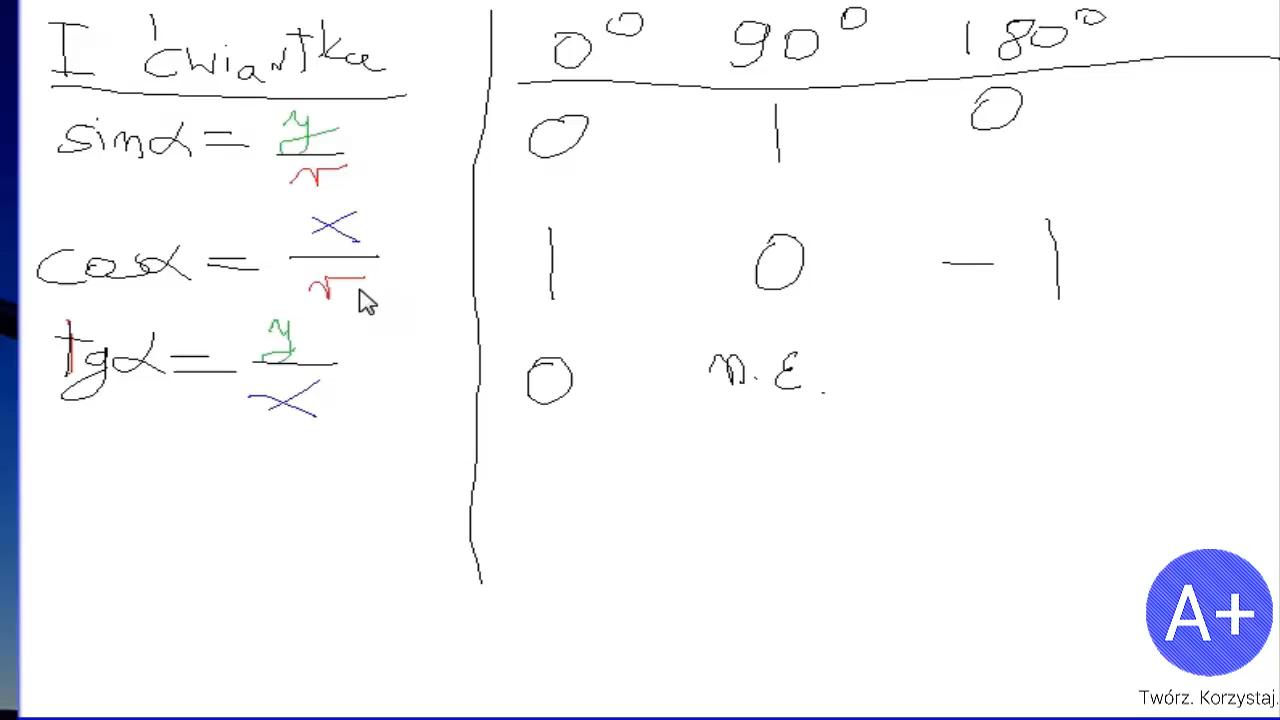 I ćwiartka 0° 90° 180°
sinα = y/r 0 1 0
cosα = x/r 1 0 -1
tgα = y/x 0 n.E.
A+
Twórz. Korzystaj.